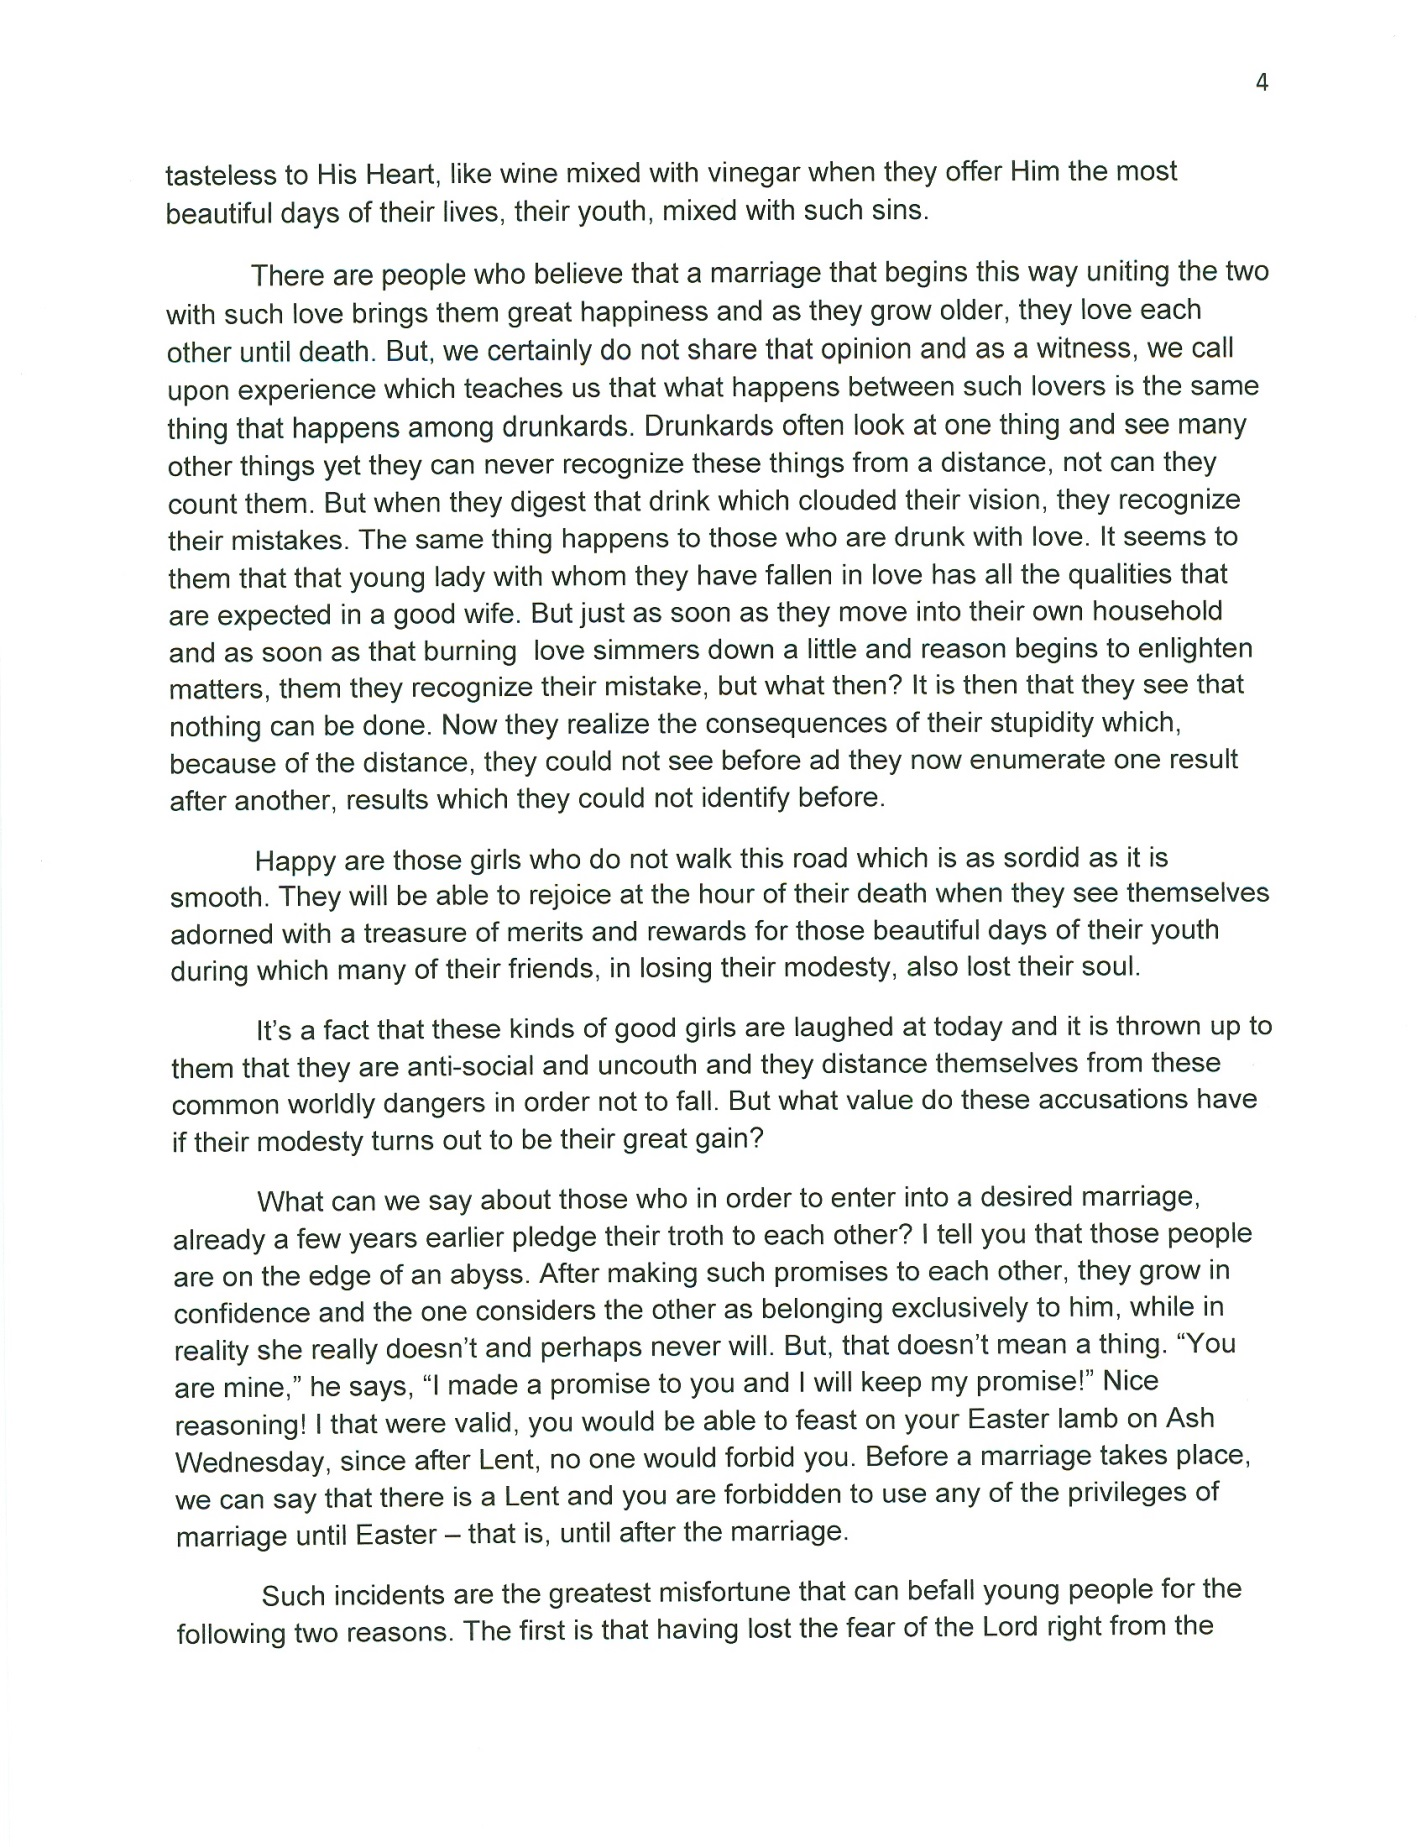 4
tasteless to His Heart, like wine mixed with vinegar when they offer Him the most
beautiful days of their lives, their youth, mixed with such sins.
There are people who believe that a marriage that begins this way uniting the two
with such love brings them great happiness and as they grow older, they love each
other until death. But, we certainly do not share that opinion and as a witness, we call
upon experience which teaches us that what happens between such lovers is the same
thing that happens among drunkards. Drunkards often look at one thing and see many
other things yet they can never recognize these things from a distance, not can they
count them. But when they digest that drink which clouded their vision, they recognize
their mistakes. The same thing happens to those who are drunk with love. It seems to
them that that young lady with whom they have fallen in love has all the qualities that
are expected in a good wife. But just as soon as they move into their own household
and as soon as that burning  love simmers down a little and reason begins to enlighten
matters, them they recognize their mistake, but what then? It is then that they see that
nothing can be done. Now they realize the consequences of their stupidity which,
because of the distance, they could not see before ad they now enumerate one result
after another, results which they could not identify before.
Happy are those girls who do not walk this road which is as sordid as it is
smooth. They will be able to rejoice at the hour of their death when they see themselves
adorned with a treasure of merits and rewards for those beautiful days of their youth
during which many of their friends, in losing their modesty, also lost their soul.
It’s a fact that these kinds of good girls are laughed at today and it is thrown up to
them that they are anti-social and uncouth and they distance themselves from these
common worldly dangers in order not to fall. But what value do these accusations have
if their modesty turns out to be their great gain?
What can we say about those who in order to enter into a desired marriage,
already a few years earlier pledge their troth to each other? I tell you that those people
are on the edge of an abyss. After making such promises to each other, they grow in
confidence and the one considers the other as belonging exclusively to him, while in
reality she really doesn’t and perhaps never will. But, that doesn’t mean a thing. “You
are mine,” he says, “I made a promise to you and I will keep my promise!” Nice
reasoning! I that were valid, you would be able to feast on your Easter lamb on Ash
Wednesday, since after Lent, no one would forbid you. Before a marriage takes place,
we can say that there is a Lent and you are forbidden to use any of the privileges of
marriage until Easter – that is, until after the marriage.
Such incidents are the greatest misfortune that can befall young people for the
following two reasons. The first is that having lost the fear of the Lord right from the